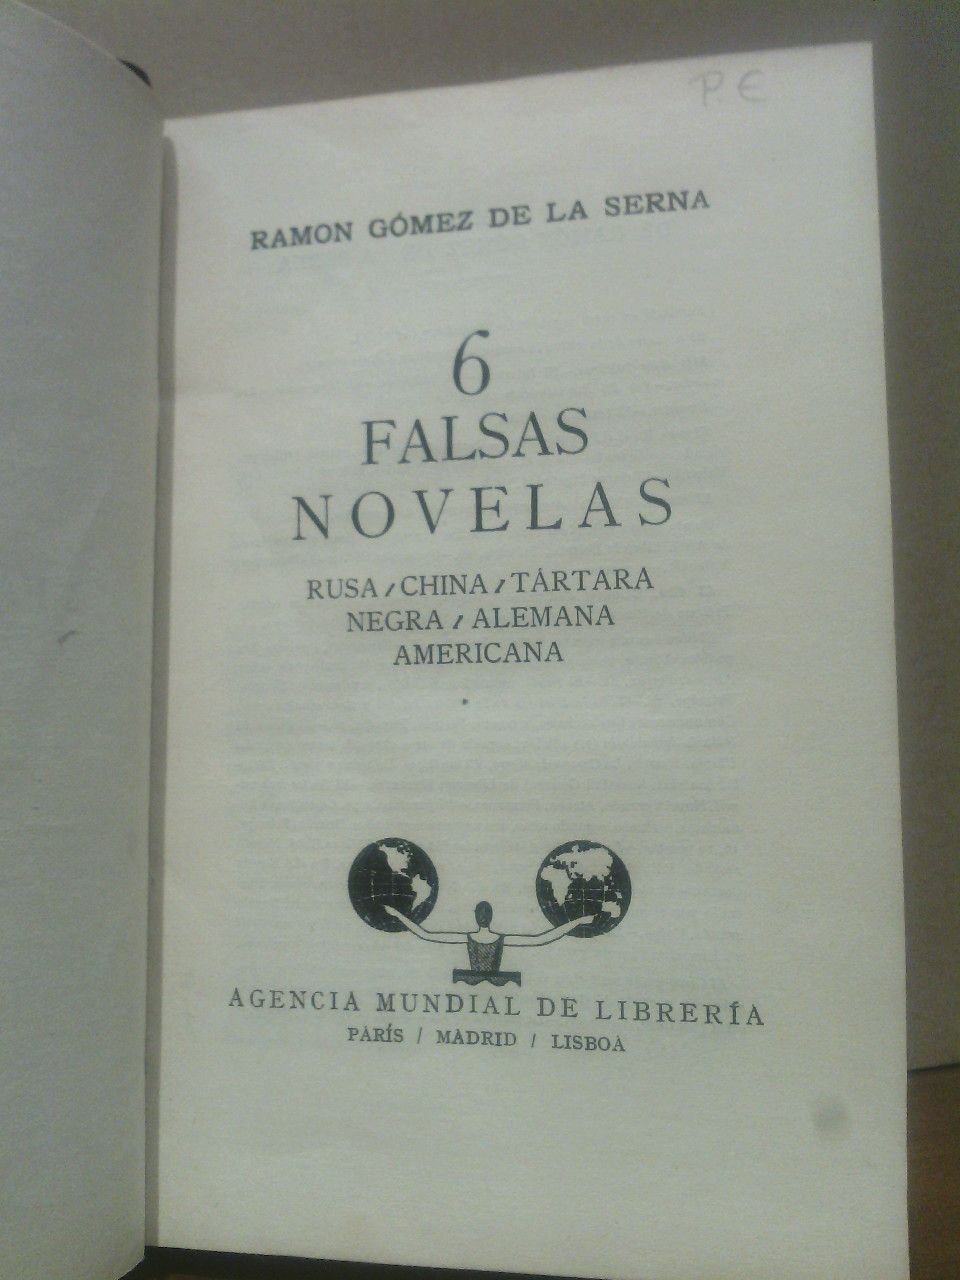 P. E
RAMON GÓMEZ DE LA SERNA
6
FALSAS
NOVELAS
RUSA / CHINA / TÁRTARA
NEGRA / ALEMANA
AMERICANA
AGENCIA MUNDIAL DE LIBRERÍA
PARÍS / MADRID / LISBOA